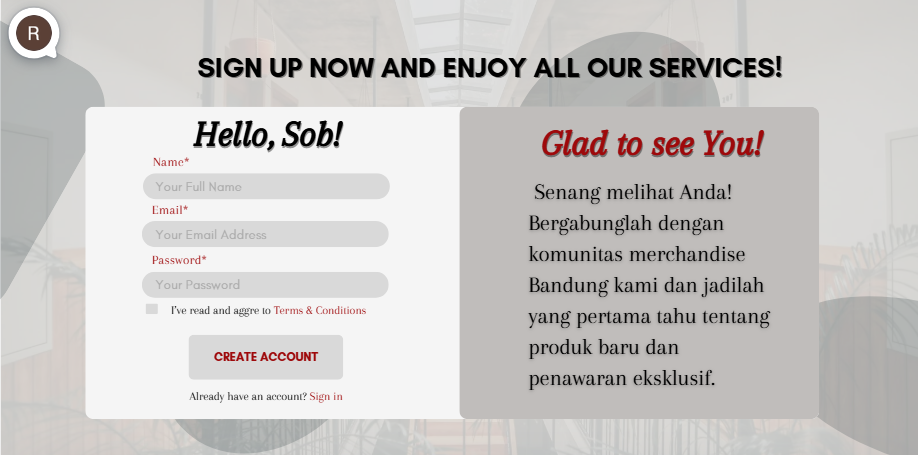 R
SIGN UP NOW AND ENJOY ALL OUR SERVICES!
Hello, Sob!
Name*
Your Full Name
Email*
Your Email Address
Password*
Your Password
I've read and aggre to Terms & Conditions
CREATE ACCOUNT
Already have an account? Sign in
Glad to see You!
Senang melihat Anda!
Bergabunglah dengan
komunitas merchandise
Bandung kami dan jadilah
yang pertama tahu tentang
produk baru dan
penawaran eksklusif.